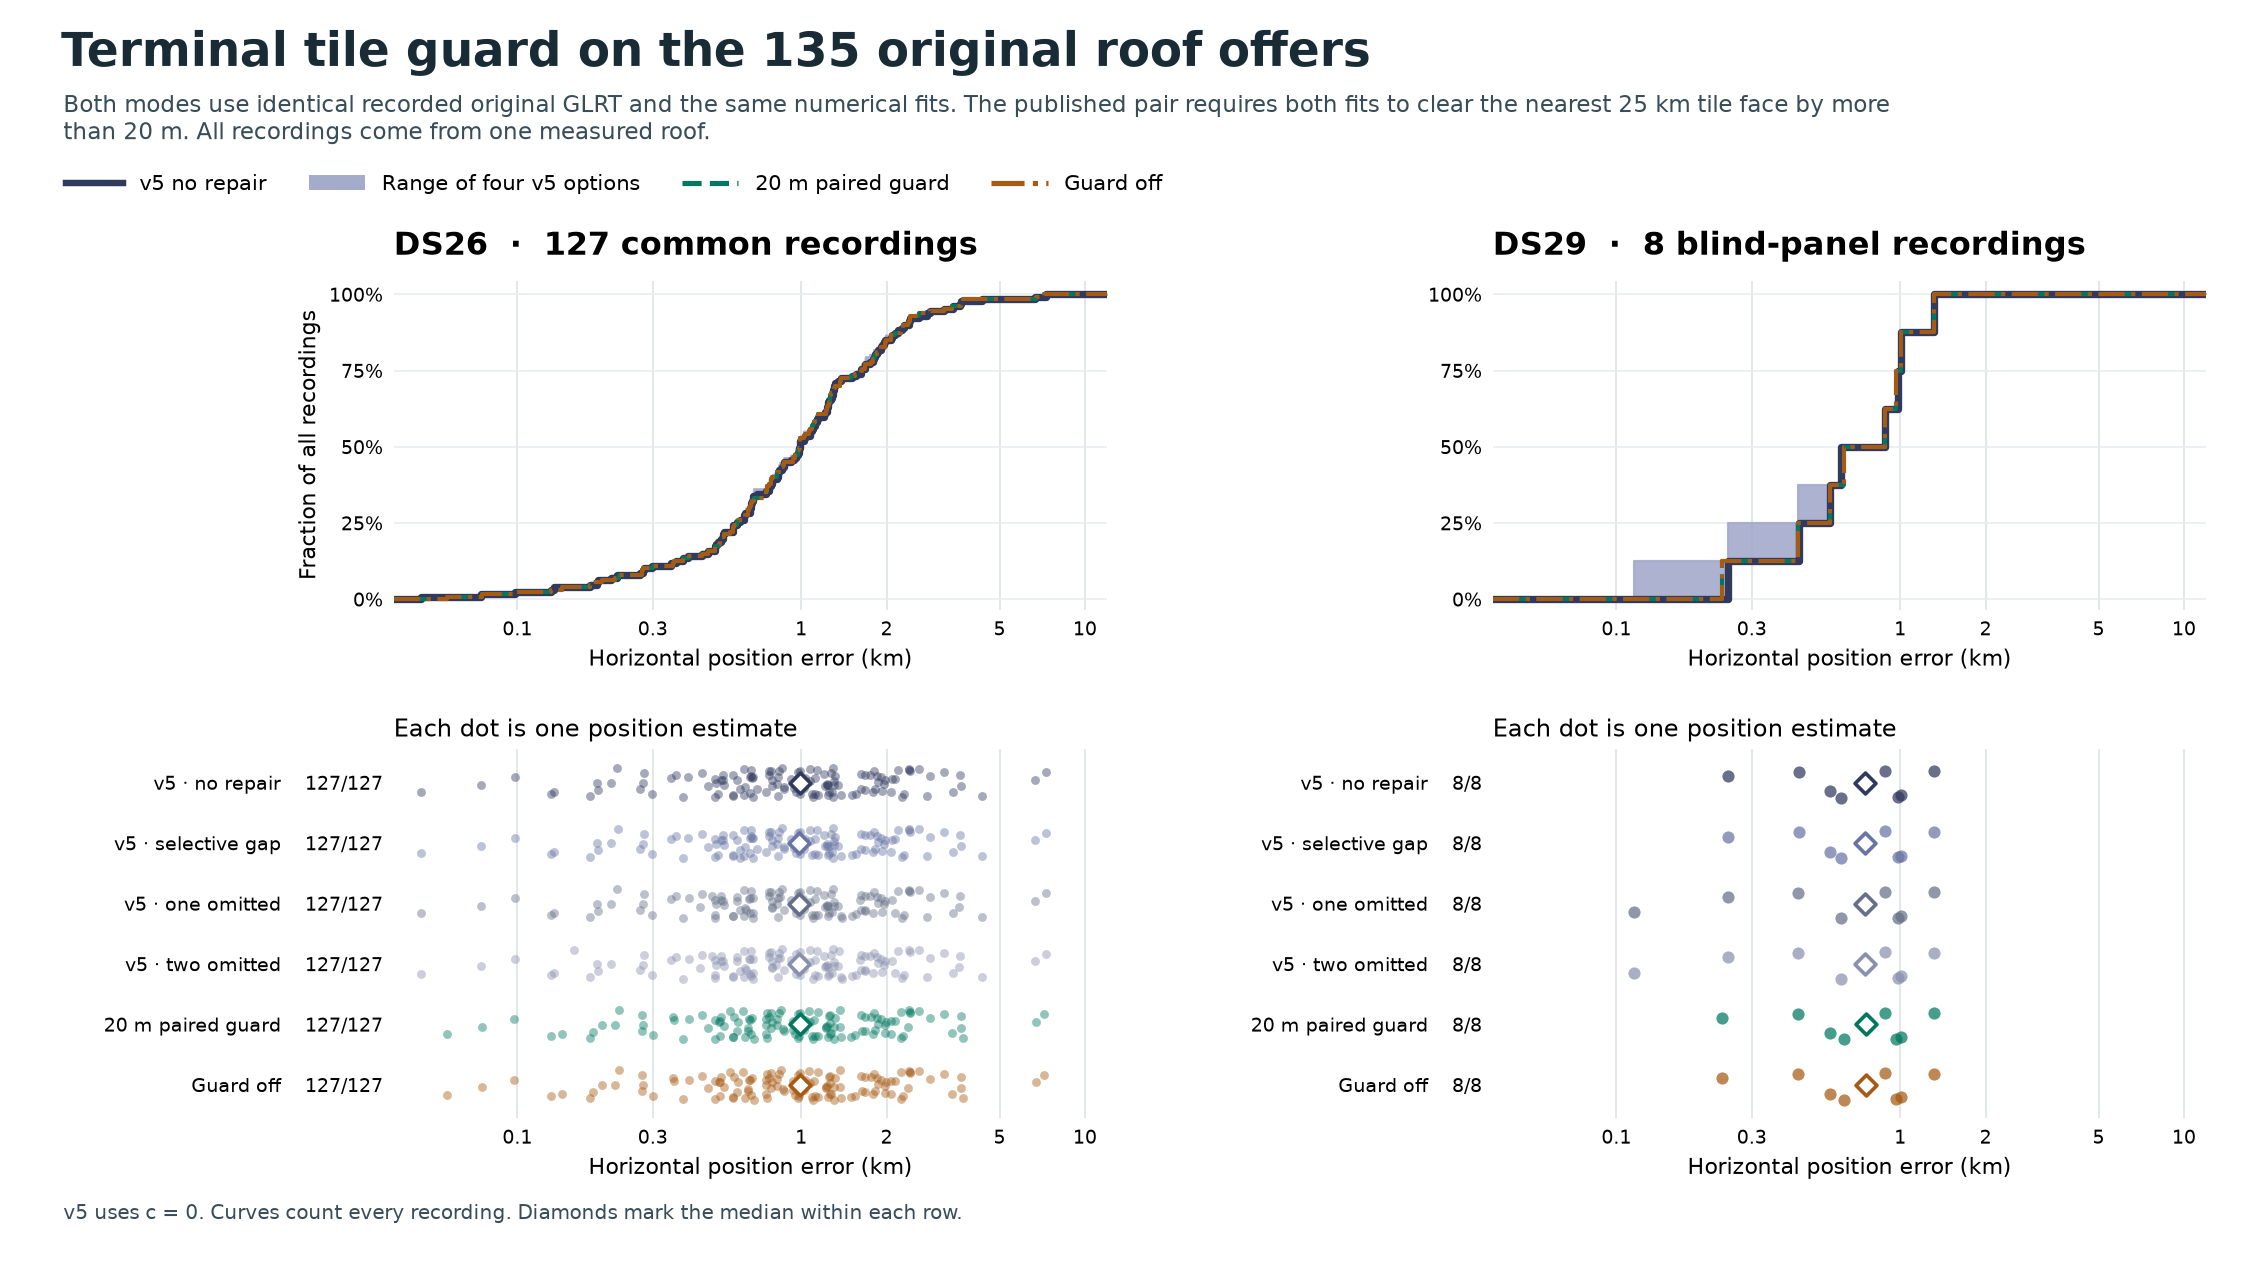 Terminal tile guard on the 135 original roof offers
Both modes use identical recorded original GLRT and the same numerical fits. The published pair requires both fits to clear the nearest 25 km tile face by more
than 20 m. All recordings come from one measured roof.
v5 no repair
Range of four v5 options
20 m paired guard
Guard off
DS26 · 127 common recordings
Fraction of all recordings
100%
75%
50%
25%
0%
0.1 0.3 1 2 5 10
Horizontal position error (km)
DS29 · 8 blind-panel recordings
100%
75%
50%
25%
0%
0.1 0.3 1 2 5 10
Horizontal position error (km)
Each dot is one position estimate
v5 · no repair 127/127
v5 · selective gap 127/127
v5 · one omitted 127/127
v5 · two omitted 127/127
20 m paired guard 127/127
Guard off 127/127
0.1 0.3 1 2 5 10
Horizontal position error (km)
Each dot is one position estimate
v5 · no repair 8/8
v5 · selective gap 8/8
v5 · one omitted 8/8
v5 · two omitted 8/8
20 m paired guard 8/8
Guard off 8/8
0.1 0.3 1 2 5 10
Horizontal position error (km)
v5 uses c = 0. Curves count every recording. Diamonds mark the median within each row.